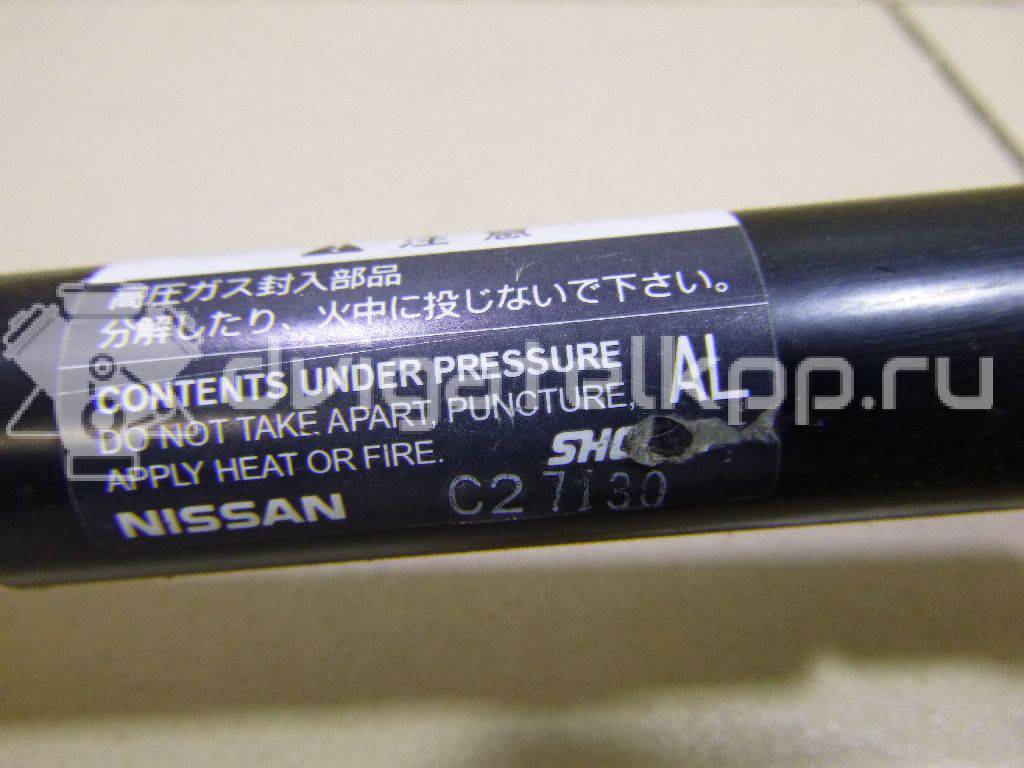 注意
高圧ガス封入部品
分解したり、火中に投じないで下さい。
CONTENTS UNDER PRESSURE
DO NOT TAKE APART, PUNCTURE,
APPLY HEAT OR FIRE.
AL
NISSAN
C2 7130
dvigatelkpp.ru